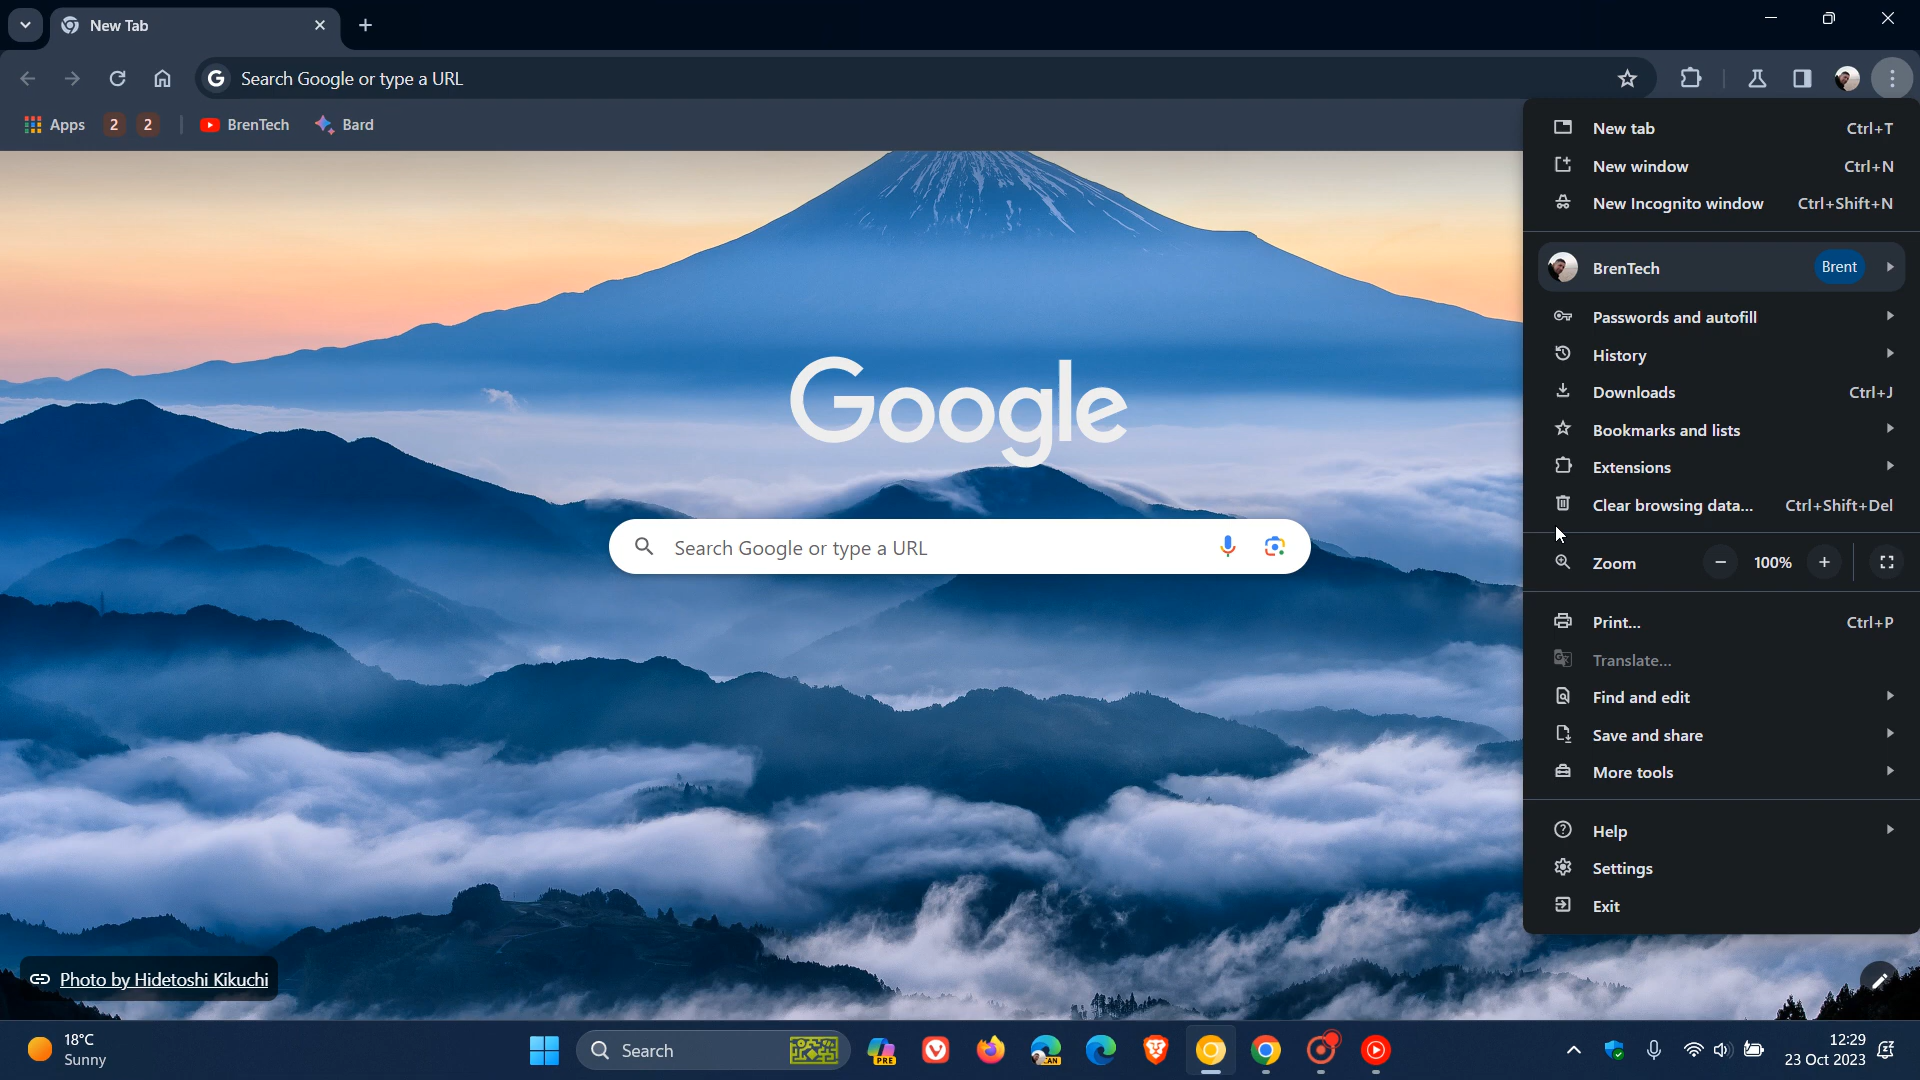 New Tab
Search Google or type a URL
Apps 2 2 BrenTech Bard
New tab Ctrl+T
New window Ctrl+N
New Incognito window Ctrl+Shift+N
BrenTech Brent
Passwords and autofill
History
Downloads Ctrl+J
Bookmarks and lists
Extensions
Clear browsing data... Ctrl+Shift+Del
Zoom − 100% +
Print... Ctrl+P
Translate...
Find and edit
Save and share
More tools
Help
Settings
Exit
Google
Search Google or type a URL
Photo by Hidetoshi Kikuchi
18°C
Sunny
Search
PRE
CAN
12:29
23 Oct 2023